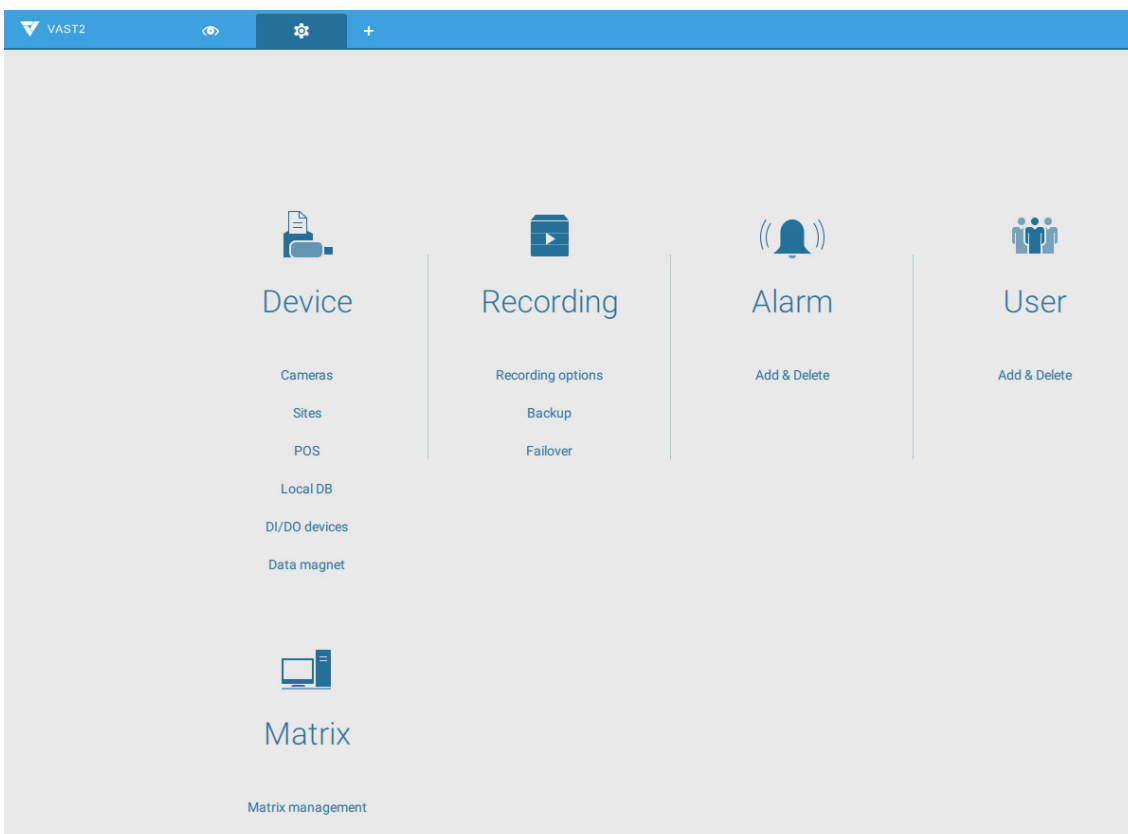 VAST2
Device
Cameras
Sites
POS
Local DB
DI/DO devices
Data magnet
Recording
Recording options
Backup
Failover
Alarm
Add & Delete
User
Add & Delete
Matrix
Matrix management